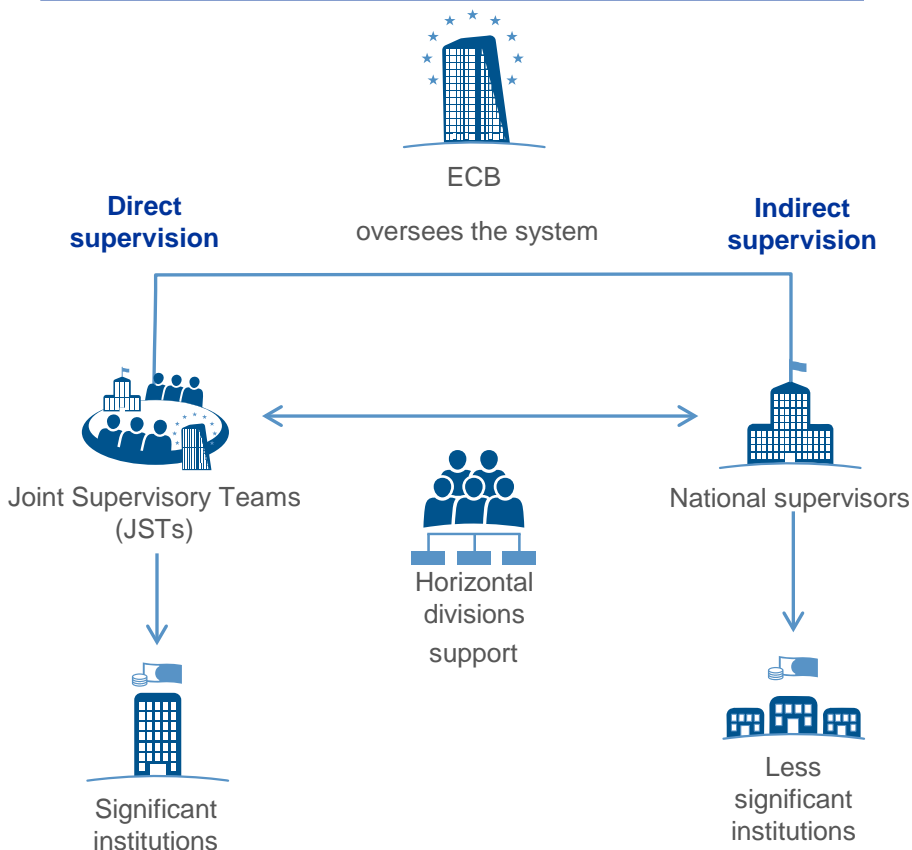 ECB
Direct
supervision
oversees the system
Indirect
supervision
Joint Supervisory Teams
(JSTs)
National supervisors
Horizontal
divisions
support
Significant
institutions
Less
significant
institutions